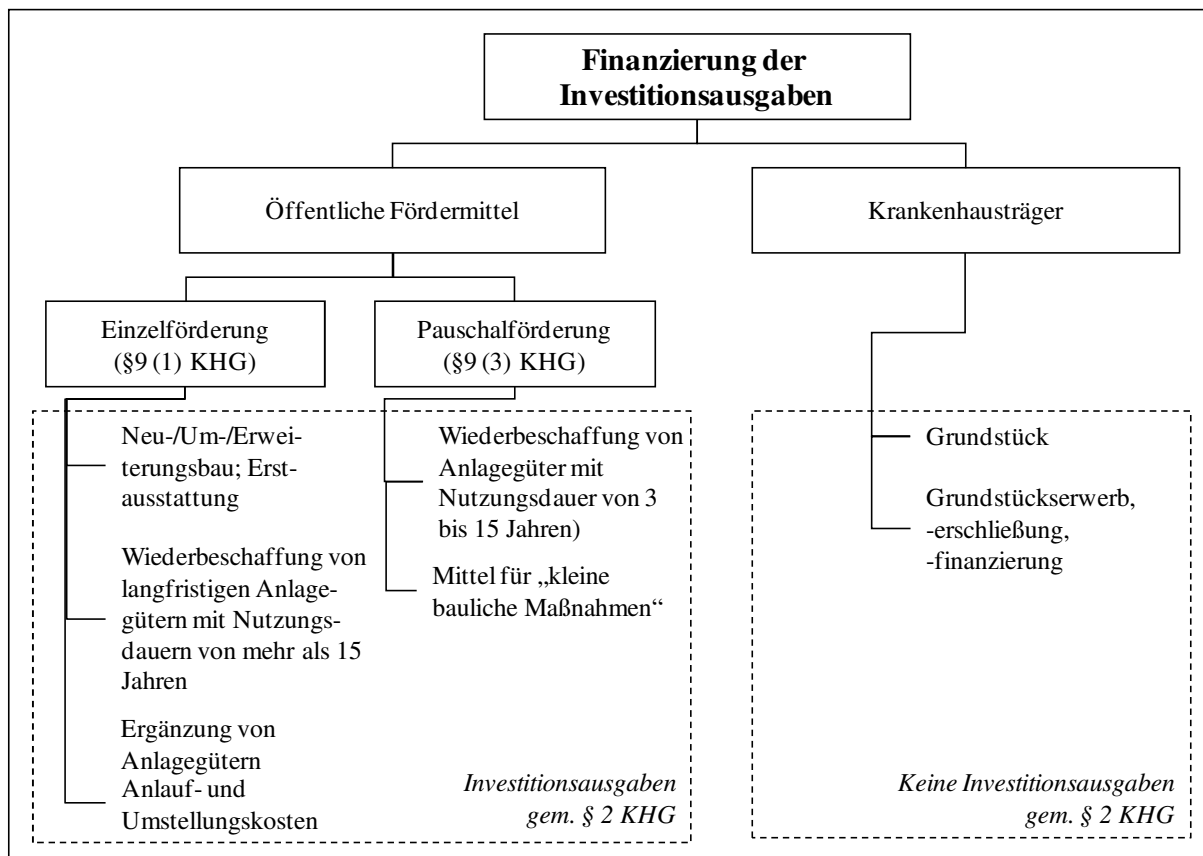 Finanzierung der
Investitionsausgaben
Öffentliche Fördermittel
Krankenhausträger
Einzelförderung
(§9 (1) KHG)
Pauschalförderung
(§9 (3) KHG)
Neu-/Um-/Erwei-
terungsbau; Erst-
ausstattung
Wiederbeschaffung von
langfristigen Anlage-
gütern mit Nutzungs-
dauern von mehr als 15
Jahren
Ergänzung von
Anlagegütern
Anlauf- und
Umstellungskosten
Wiederbeschaffung von
Anlagegüter mit
Nutzungsdauer von 3
bis 15 Jahren)
Mittel für „kleine
bauliche Maßnahmen“
Investitionsausgaben
gem. § 2 KHG
Grundstück
Grundstückserwerb,
-erschließung,
-finanzierung
Keine Investitionsausgaben
gem. § 2 KHG